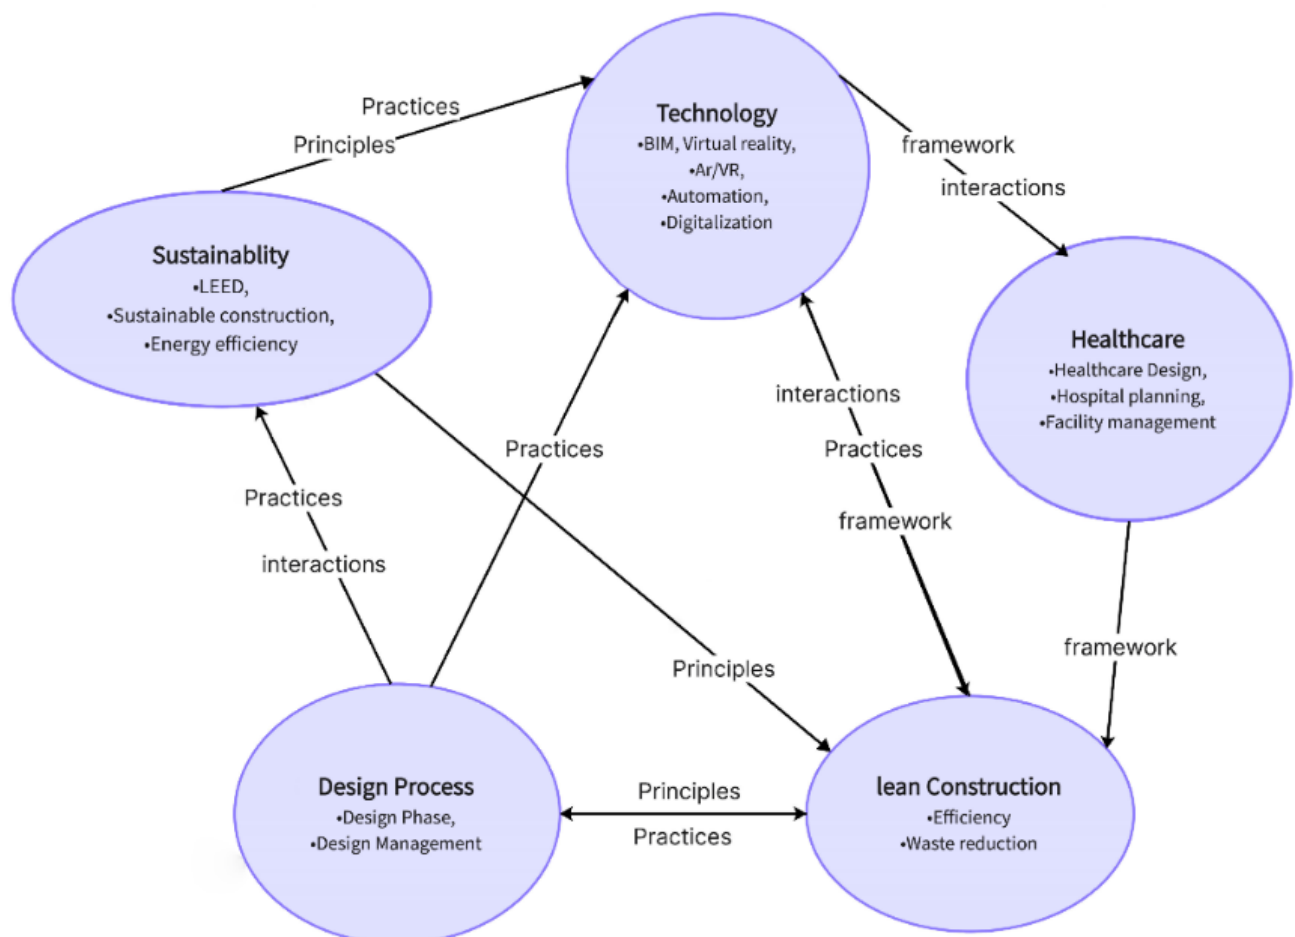 Technology
•BIM, Virtual reality,
•Ar/VR,
•Automation,
•Digitalization
Practices
Principles
framework
interactions
Sustainablity
•LEED,
•Sustainable construction,
•Energy efficiency
Healthcare
•Healthcare Design,
•Hospital planning,
•Facility management
interactions
Practices
framework
Practices
Practices
interactions
Principles
framework
Design Process
•Design Phase,
•Design Management
Principles
Practices
lean Construction
•Efficiency
•Waste reduction